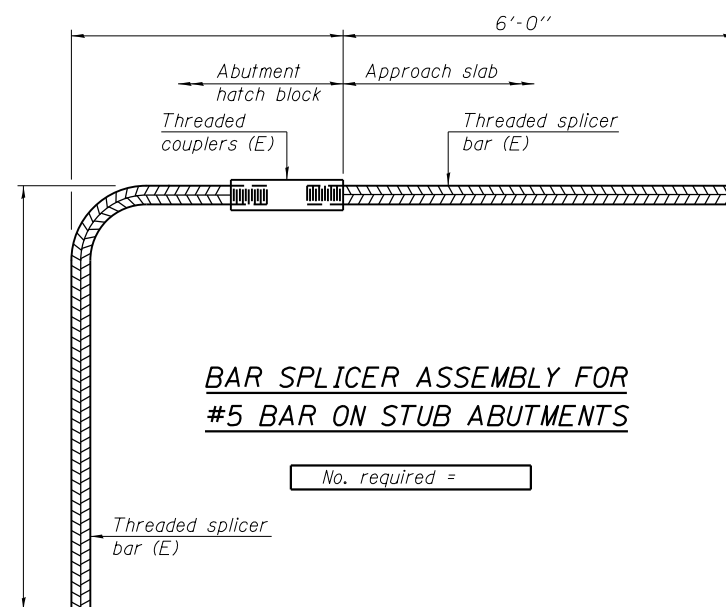 6'-0"
Abutment
hatch block
Approach slab
Threaded
couplers (E)
Threaded splicer
bar (E)
BAR SPLICER ASSEMBLY FOR
#5 BAR ON STUB ABUTMENTS
No. required =
Threaded splicer
bar (E)